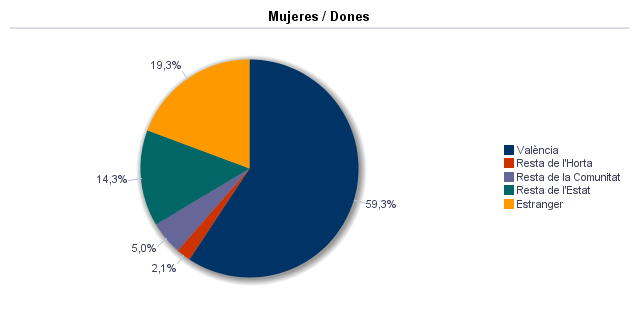 Mujeres / Dones
19,3%
14,3%
5,0%
2,1%
59,3%
València
Resta de l'Horta
Resta de la Comunitat
Resta de l'Estat
Estranger